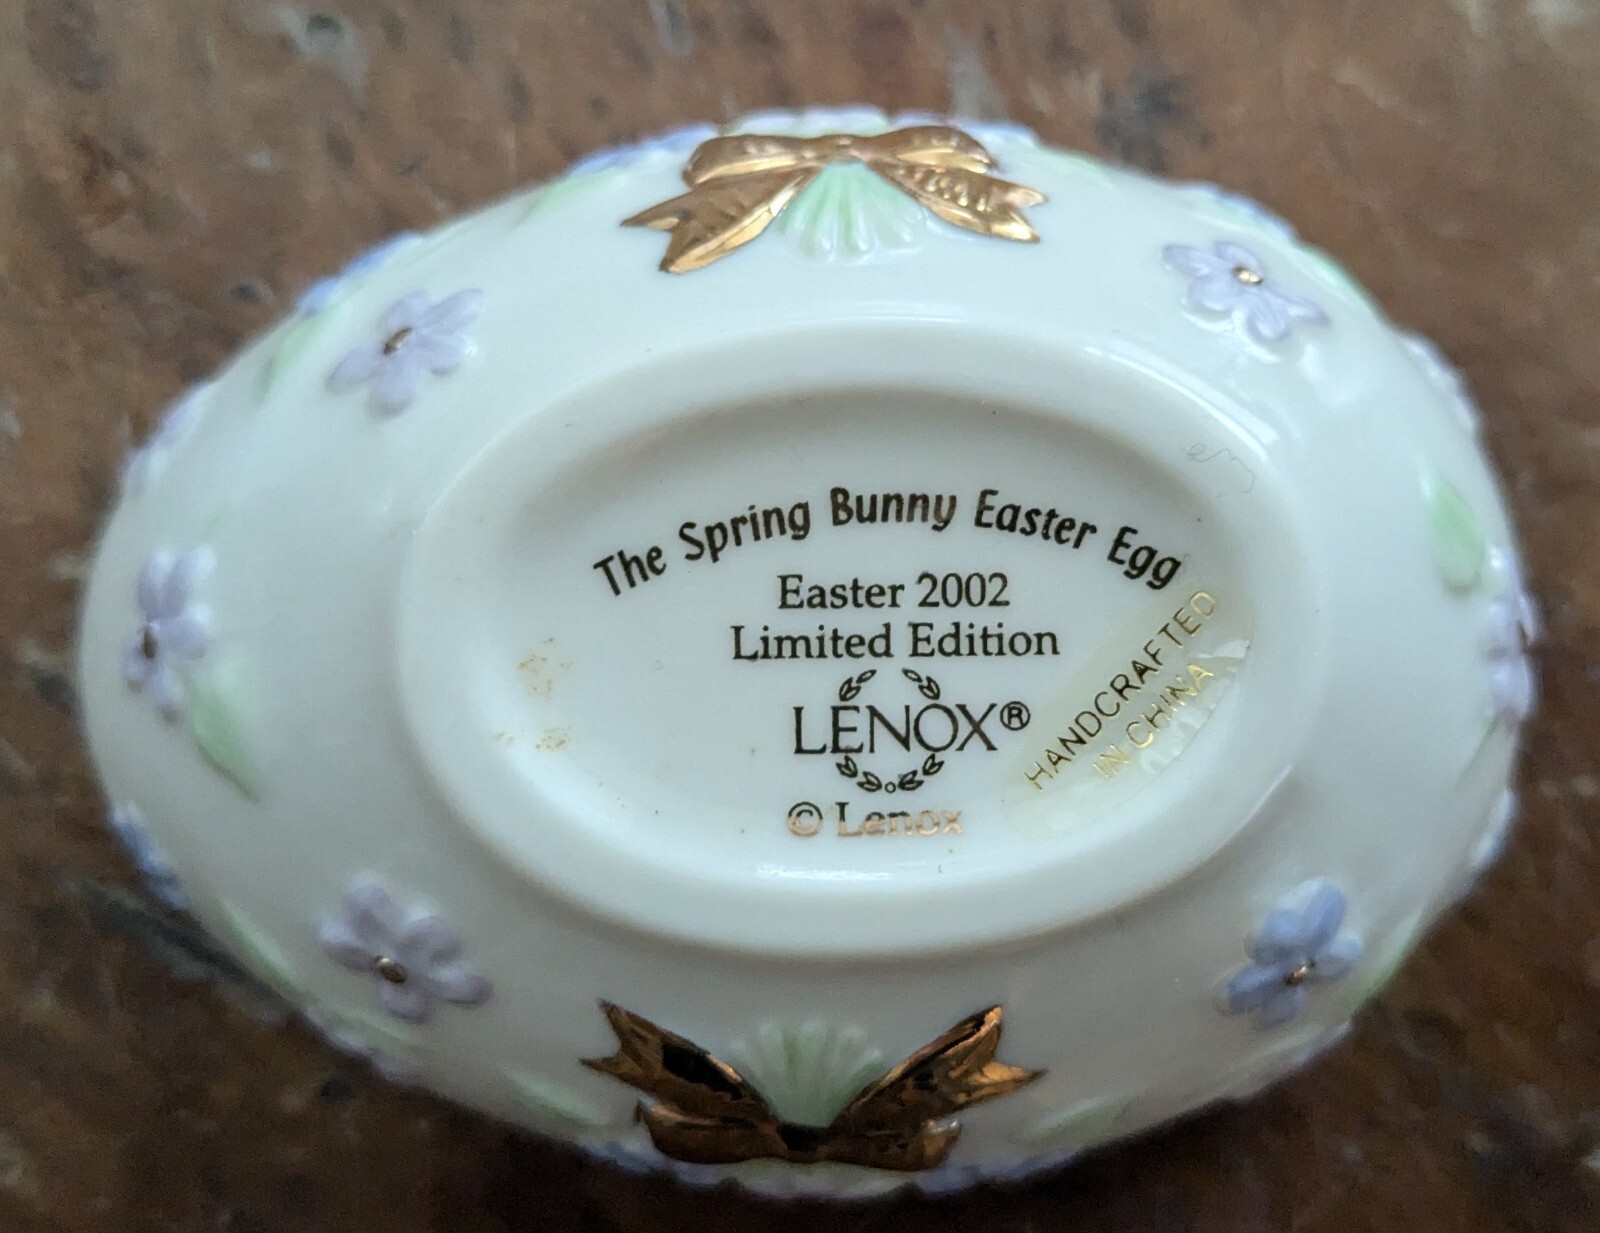 The Spring Bunny Easter Egg
Easter 2002
Limited Edition
LENOX®
© Lenox
HANDCRAFTED
IN CHINA